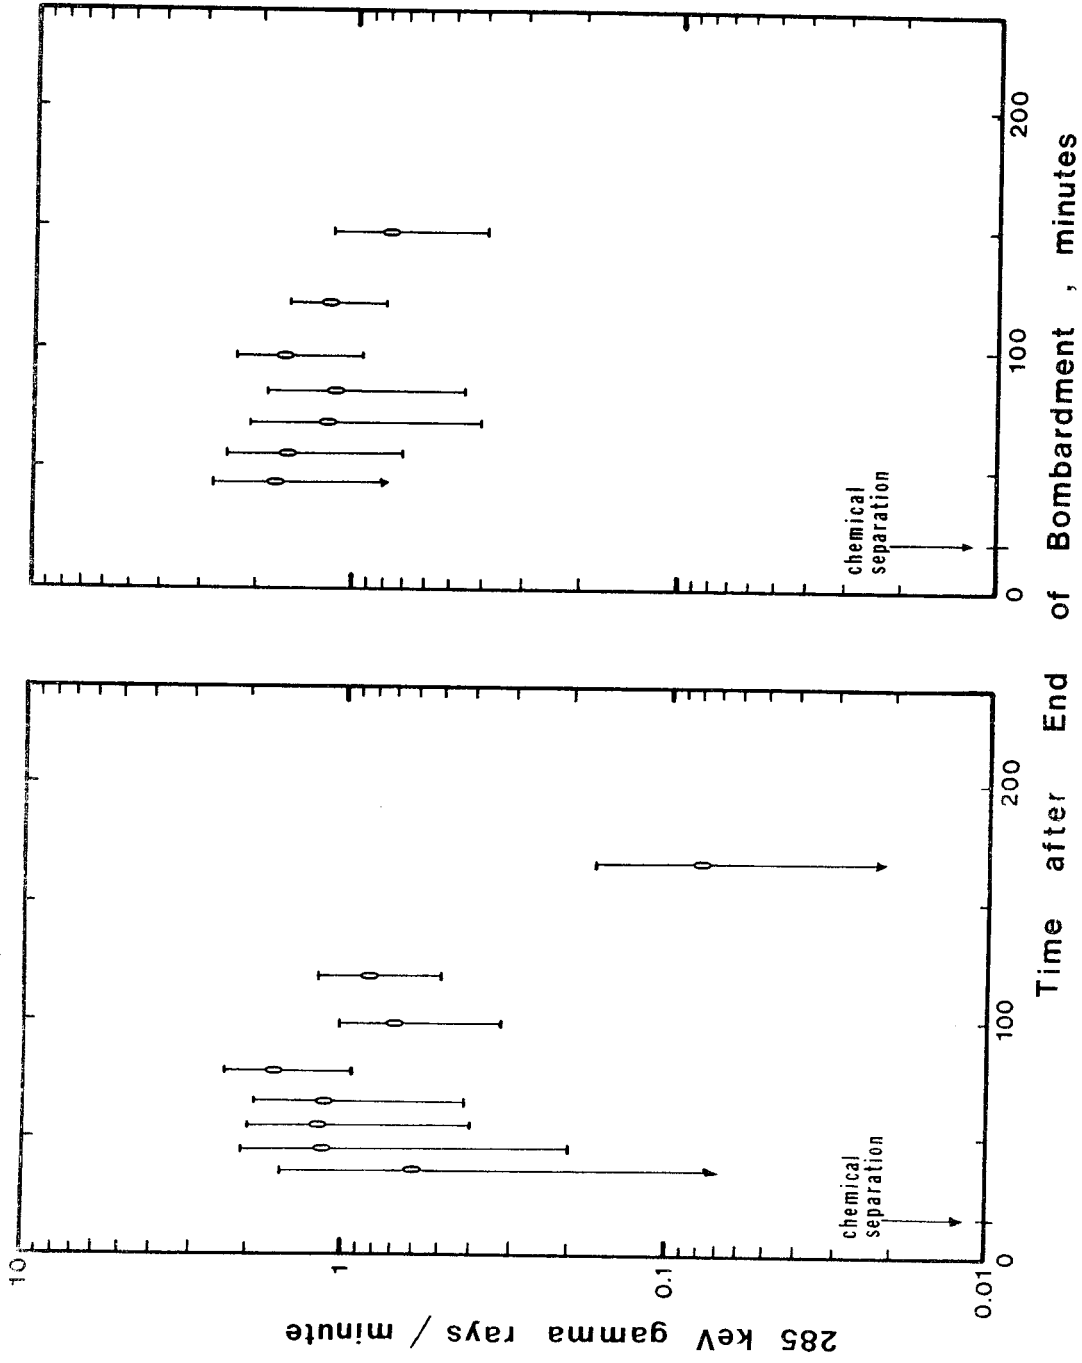 chemical
separation
0
100
200
chemical
separation
0
100
200
10
1
0.1
0.01
285 keV gamma rays / minute
Time after End of Bombardment , minutes